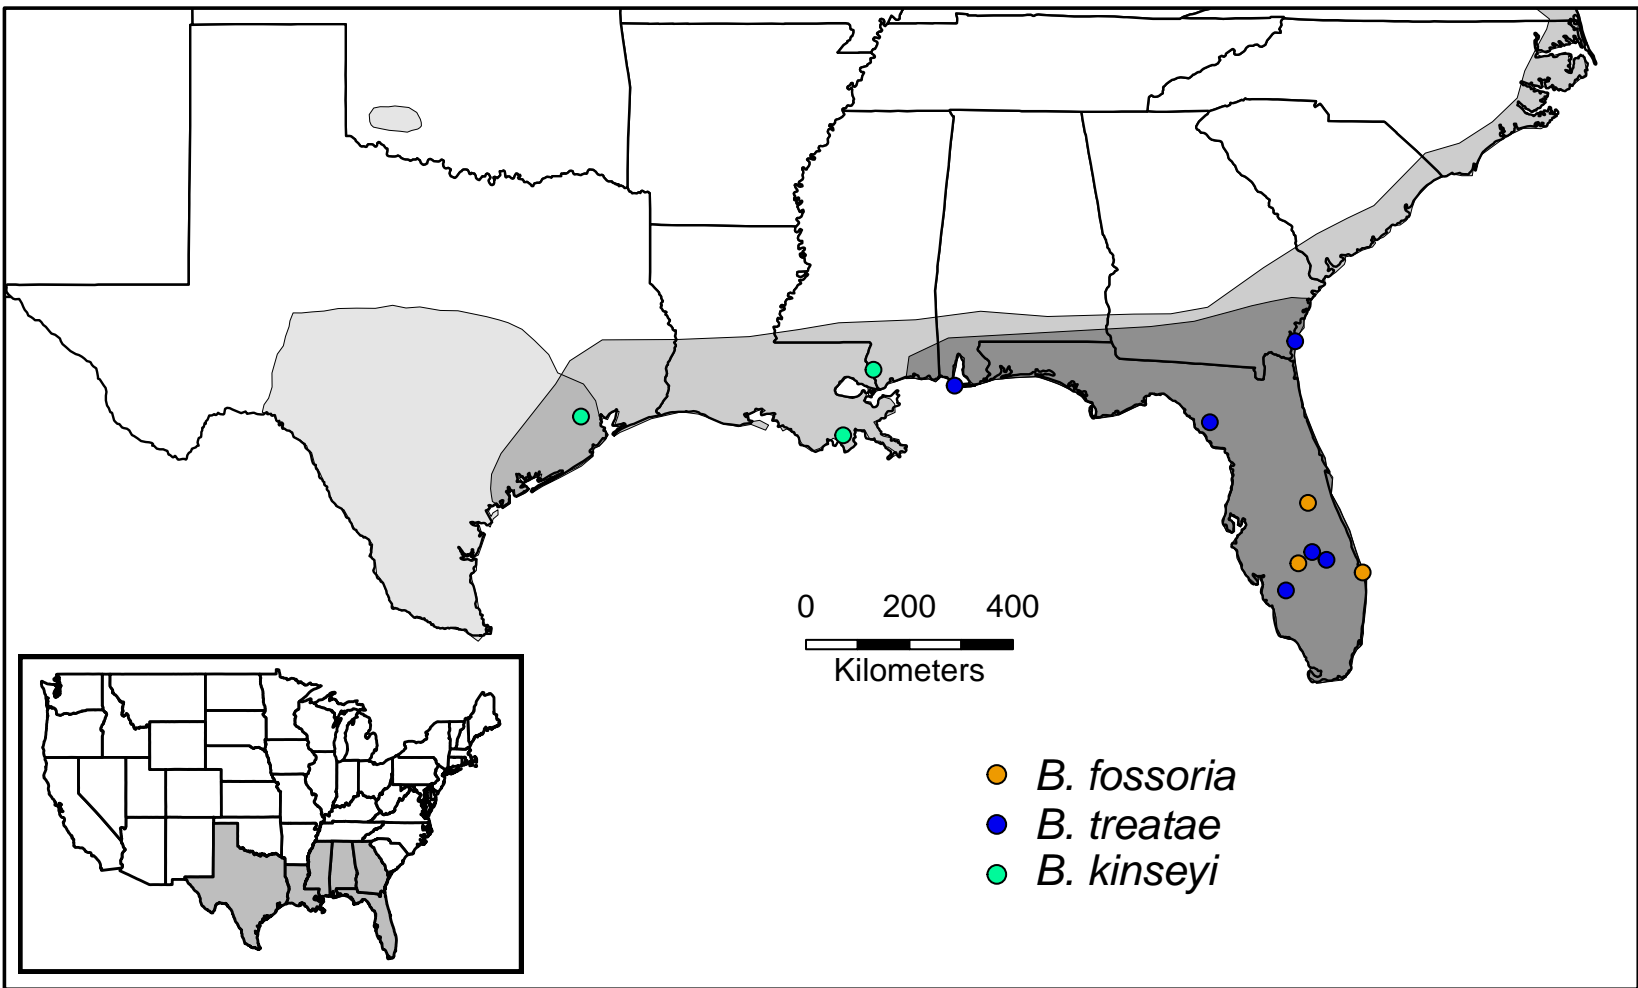 0 200 400
Kilometers
B. fossoria
B. treatae
B. kinseyi